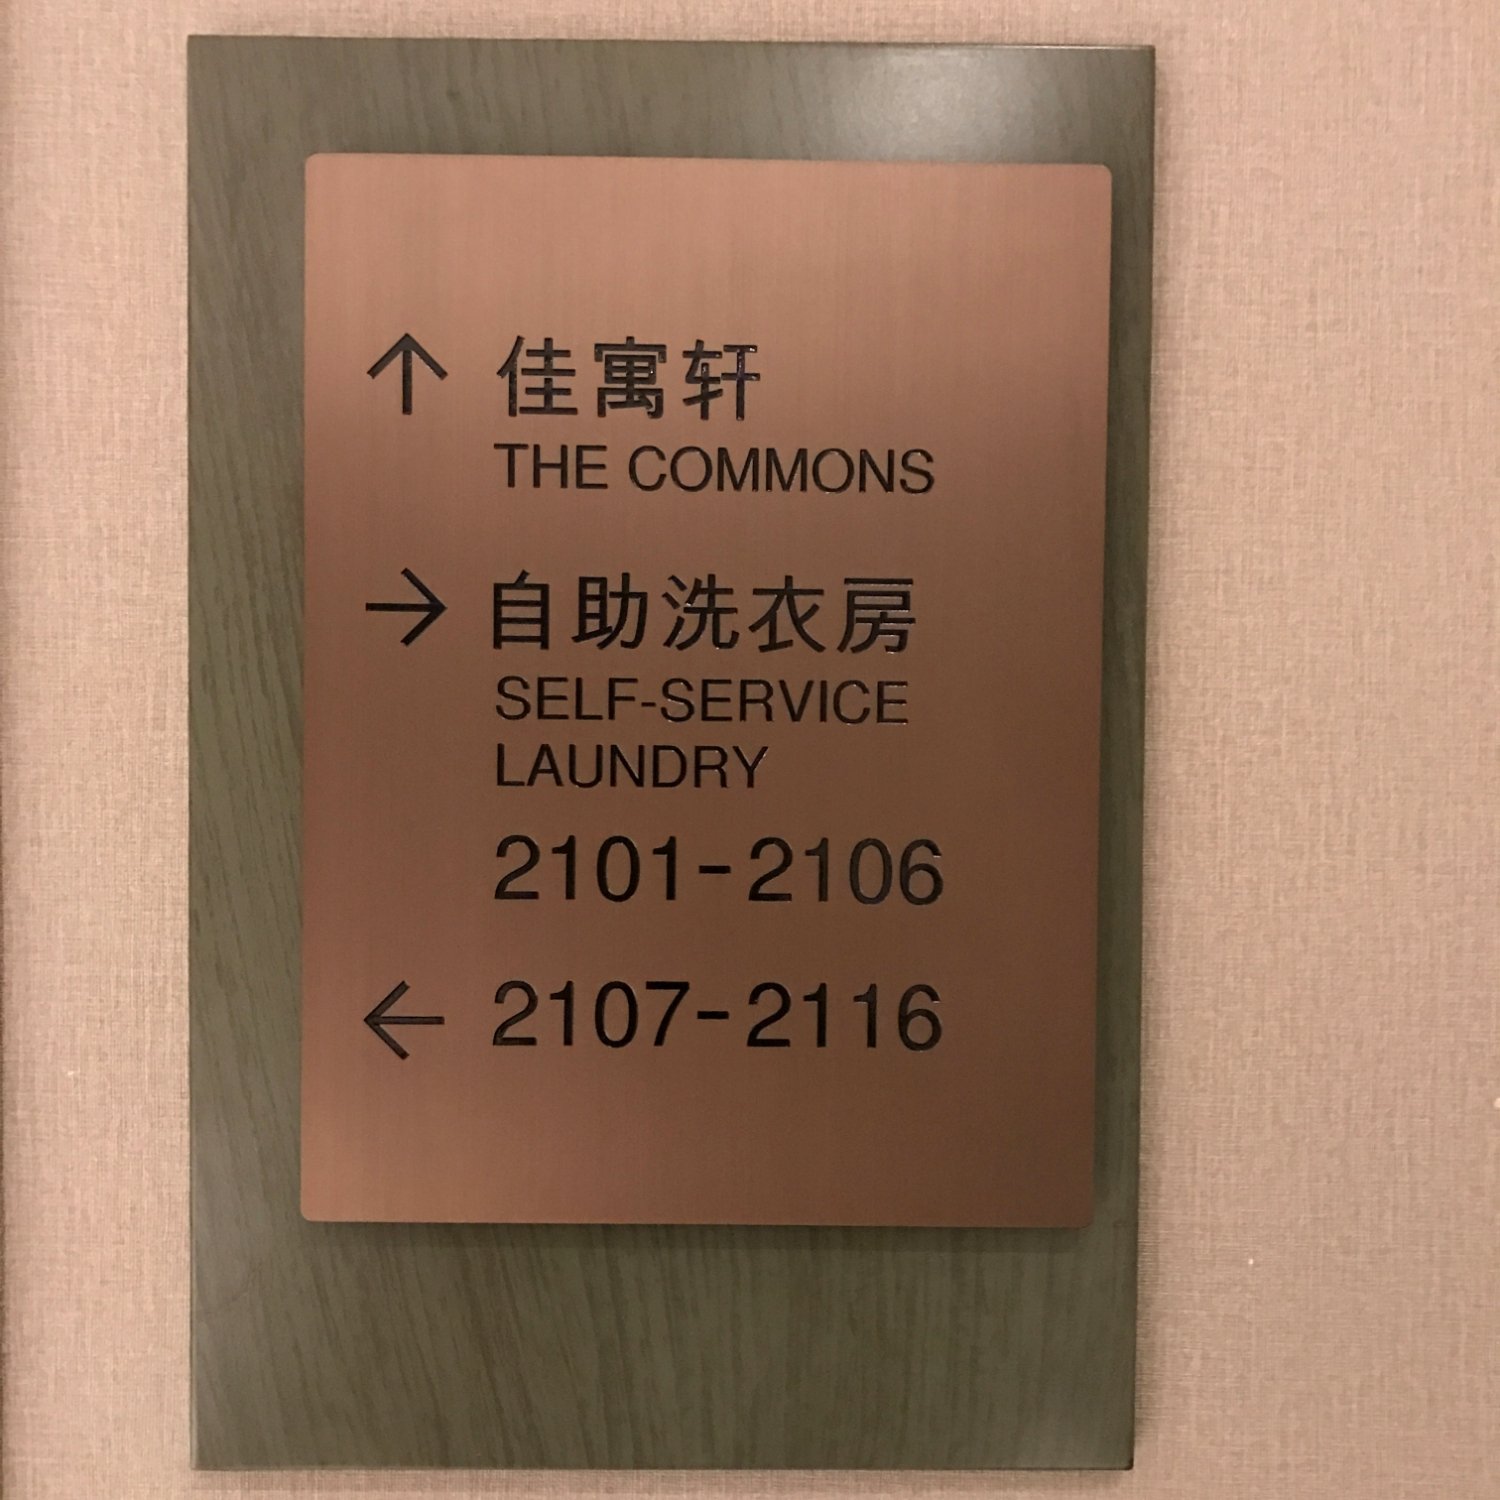 ↑ 佳寓轩
THE COMMONS
→ 自助洗衣房
SELF-SERVICE
LAUNDRY
2101-2106
← 2107-2116